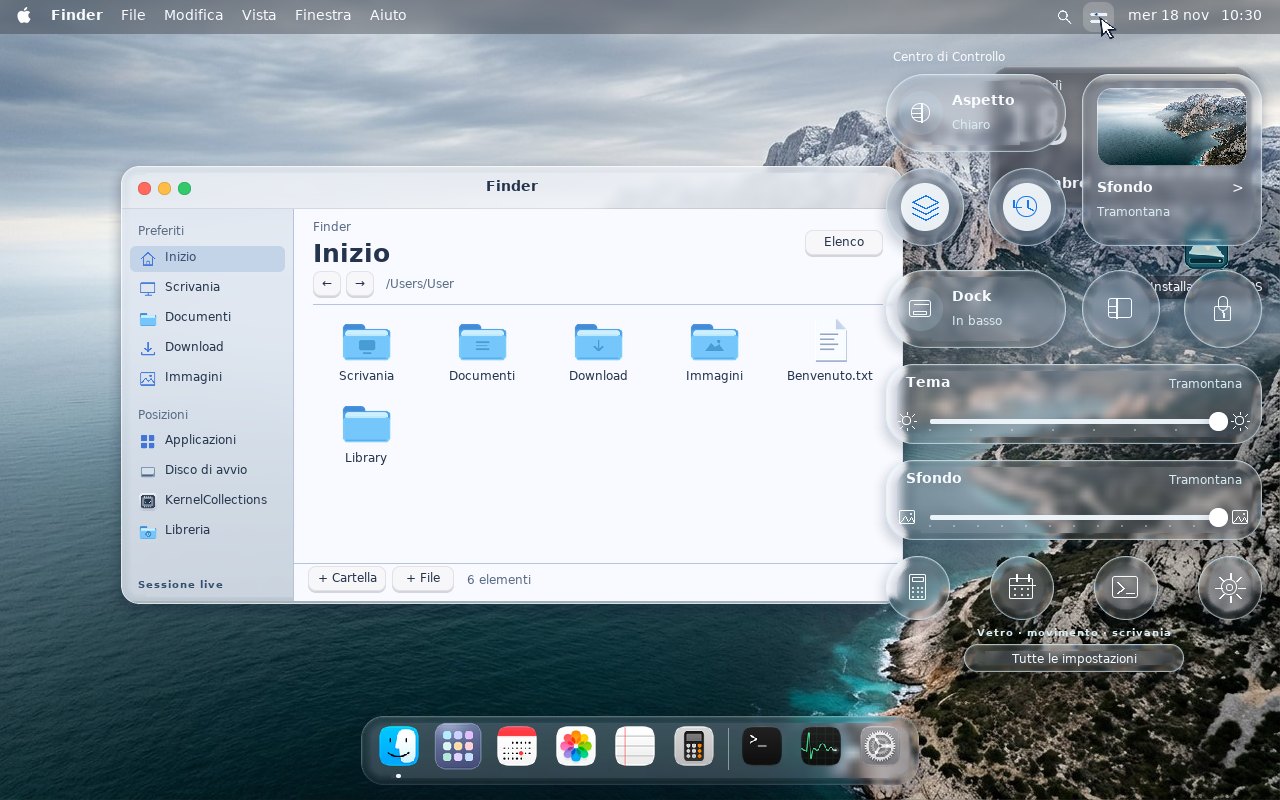 Finder File Modifica Vista Finestra Aiuto mer 18 nov 10:30
Centro di Controllo
Aspetto
Chiaro
18
Sfondo >
Tramontana
Dock
In basso
Installa
Tema Tramontana
Sfondo Tramontana
Vetro · movimento · scrivania
Tutte le impostazioni
Finder
Preferiti
Inizio
Scrivania
Documenti
Download
Immagini
Posizioni
Applicazioni
Disco di avvio
KernelCollections
Libreria
Sessione live
Finder
Inizio
Elenco
← → /Users/User
Scrivania Documenti Download Immagini Benvenuto.txt
Library
+ Cartella + File 6 elementi
>_